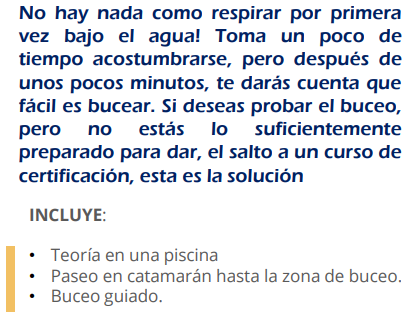 No hay nada como respirar por primera
vez bajo el agua! Toma un poco de
tiempo acostumbrarse, pero después de
unos pocos minutos, te darás cuenta que
fácil es bucear. Si deseas probar el buceo,
pero no estás lo suficientemente
preparado para dar, el salto a un curso de
certificación, esta es la solución
INCLUYE:
• Teoría en una piscina
• Paseo en catamarán hasta la zona de buceo.
• Buceo guiado.